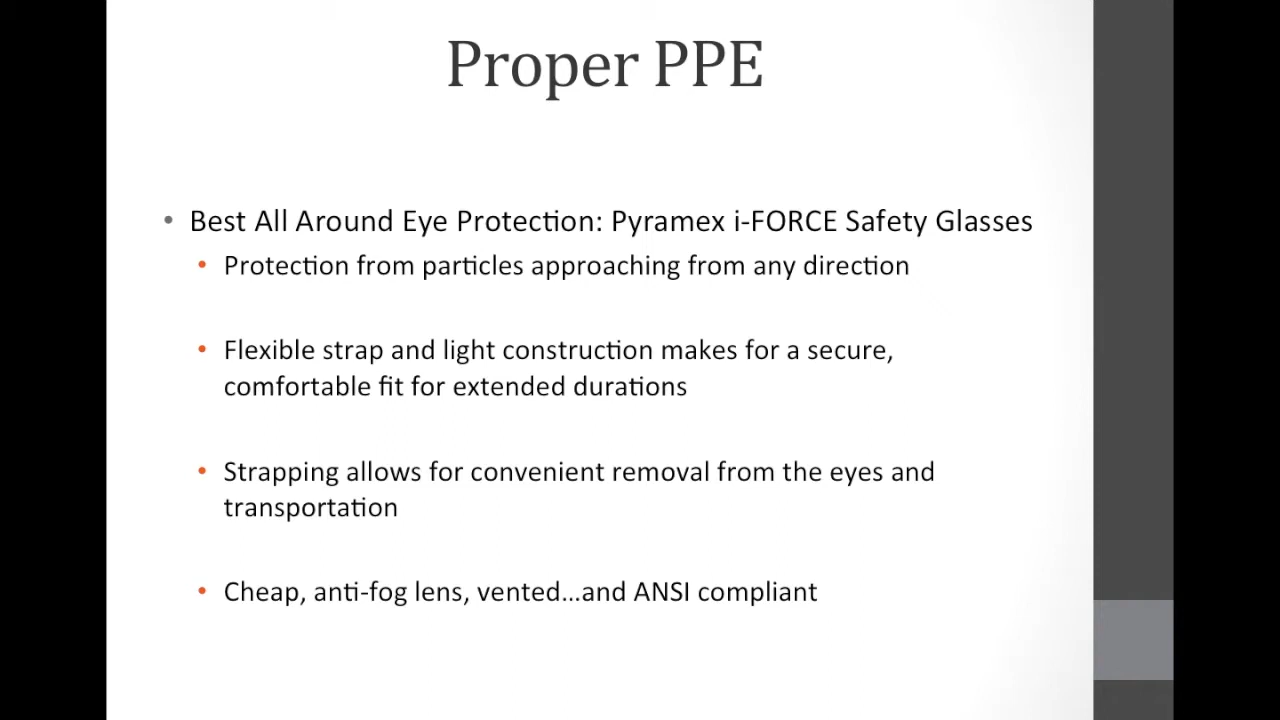 Proper PPE
• Best All Around Eye Protection: Pyramex i-FORCE Safety Glasses
• Protection from particles approaching from any direction
• Flexible strap and light construction makes for a secure,
comfortable fit for extended durations
• Strapping allows for convenient removal from the eyes and
transportation
• Cheap, anti-fog lens, vented...and ANSI compliant